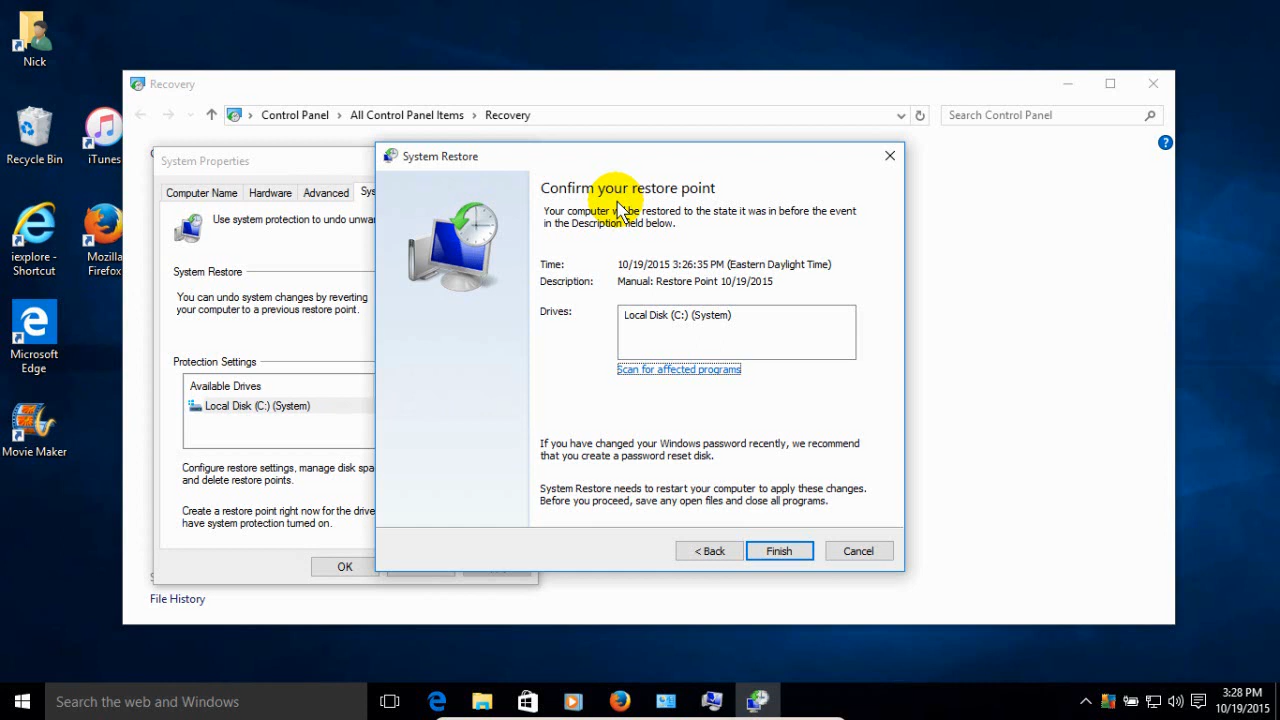 Nick
Recycle Bin
iTunes
iexplore -
Shortcut
Mozilla
Firefox
Microsoft
Edge
Movie Maker
Recovery
Control Panel > All Control Panel Items > Recovery
Search Control Panel
System Properties
Computer Name
Hardware
Advanced
Use system protection to undo
System Restore
You can undo system changes by reverting
your computer to a previous restore point.
Protection Settings
Available Drives
Local Disk (C:) (System)
Configure restore settings, manage disk
and delete restore points.
Create a restore point right now for the
have system protection turned on.
OK
File History
System Restore
Confirm your restore point
Your computer be restored to the state it was in before the event
in the Description field below.
Time: 10/19/2015 3:26:35 PM (Eastern Daylight Time)
Description: Manual: Restore Point 10/19/2015
Drives:
Local Disk (C:) (System)
Scan for affected programs
If you have changed your Windows password recently, we recommend
that you create a password reset disk.
System Restore needs to restart your computer to apply these changes.
Before you proceed, save any open files and close all programs.
< Back
Finish
Cancel
Search the web and Windows
3:28 PM
10/19/2015